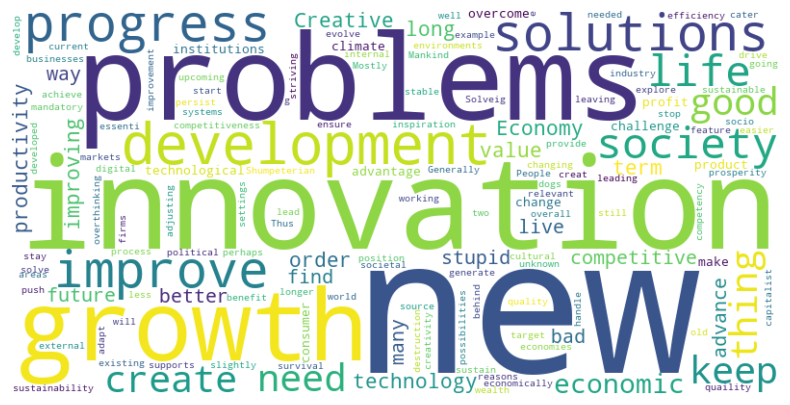 progress
Creative
long
overcome
well
needed
efficiency
cater
develop
current
institutions
climate
evolve
example
environments
solutions
businesses
way
improvement
striving
internal
Mostly
Mankind
industry
drive
going
life
problems
upcoming
start
g
stable
Solveig
leaving
explore
sustainable
achieve
mandatory
persist
systems
essenti
competitiveness
ensure
inspiration
profit
good
productivity
developed
improving
development
value
Economy
provide
challenge
stop
feature
socio
easier
society
markets
digital
technological
Shumpeterian
advantage
Generally
changing
People
creat
leading
term
product
prosperity
overthinking
innovation
dogs
relevant
change
overall
still
competency
firms
adjusting
settings
lead
Thus
working
two
live
stay
solve
process
political
perhaps
position
societal
cultural
unknown
stupid
competitive
make
push
areas
improve
order
find
generate
behind
new
thing
advance
capitalist
future
less
better
benefit
longer
world
source
possibilities
quality
handle
bad
external
adapt
will
growth
consumer
many
destruction
creativity
target
economies
old
keep
existing
supports
slightly
survival
sustain
reasons
sustainability
create
need
technology
economically
wealth
economic
quaility